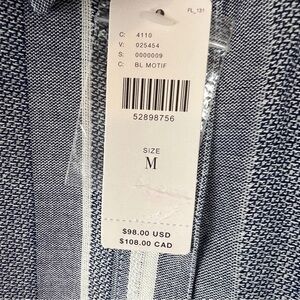 FL_131
C: 4110
V: 025454
S: 0000009
C: BL MOTIF
52898756
SIZE
M
$98.00 USD
$108.00 CAD